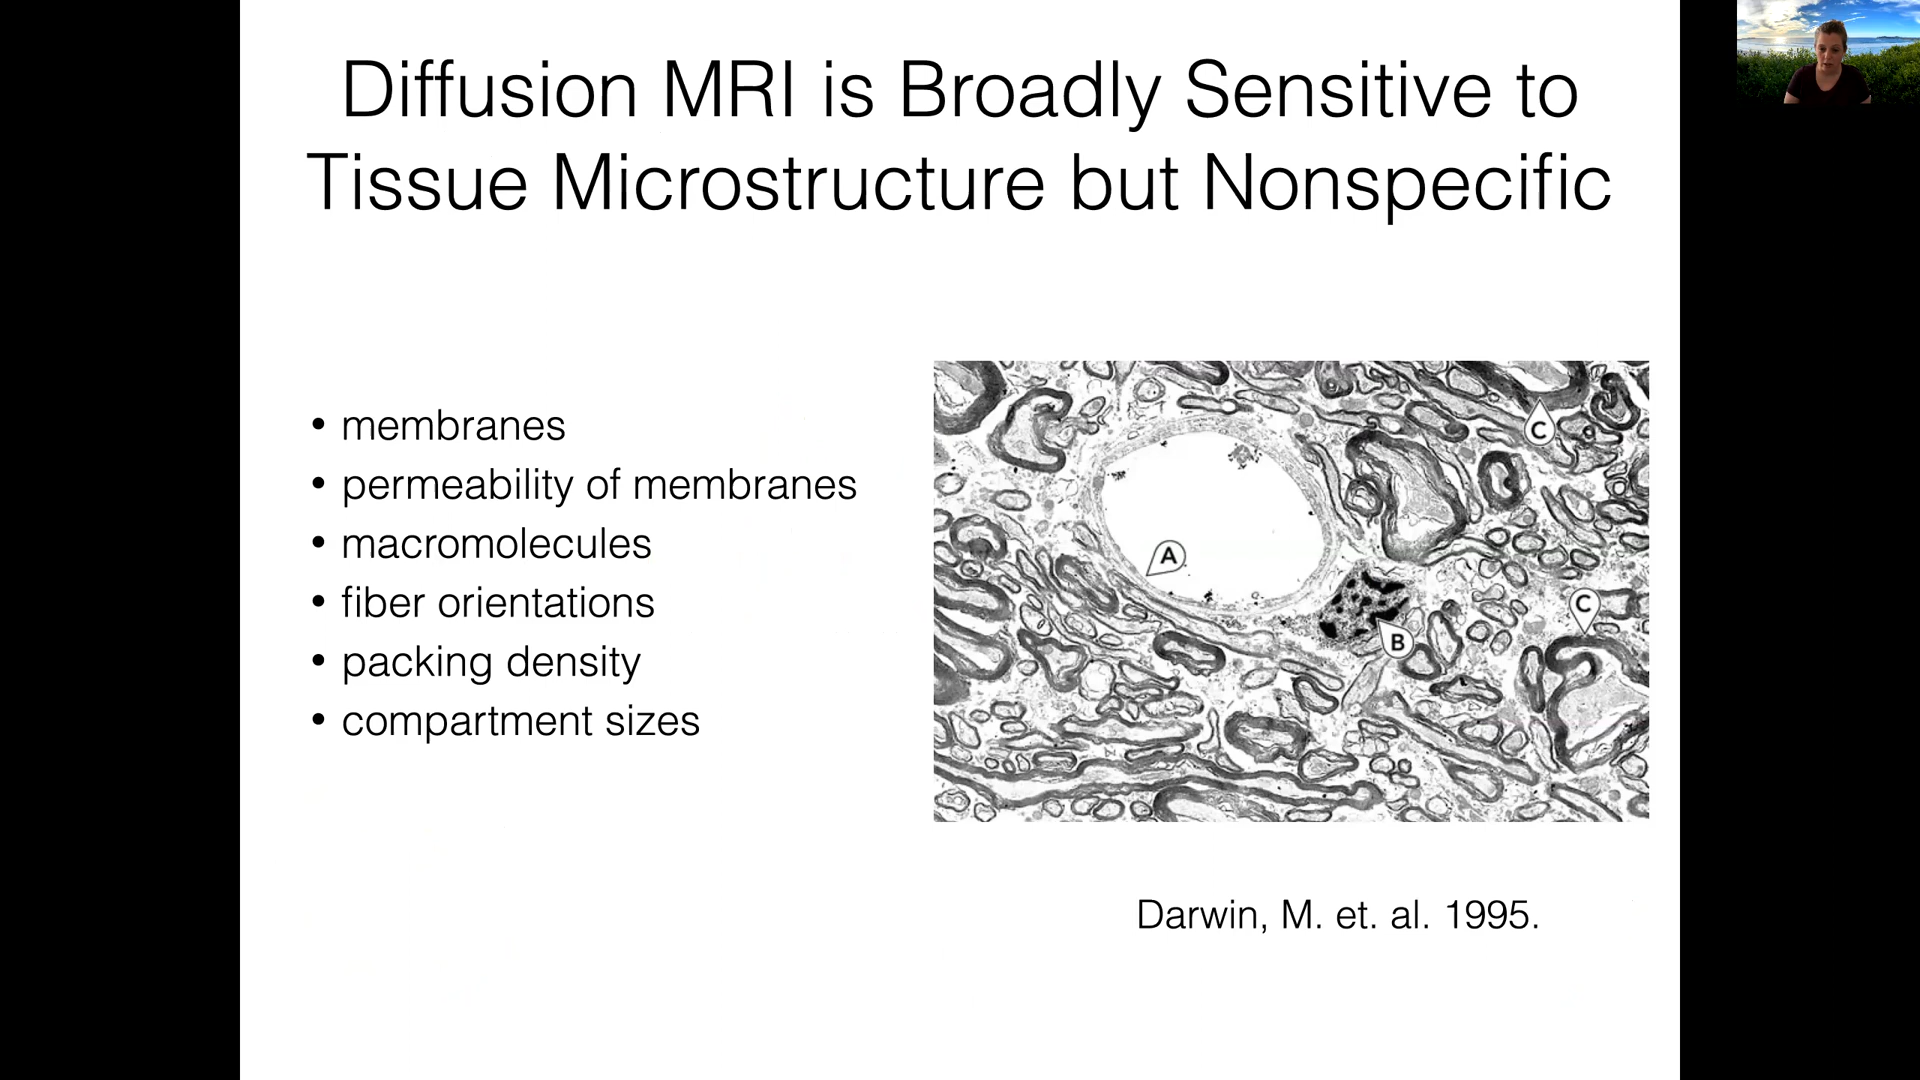 Diffusion MRI is Broadly Sensitive to
Tissue Microstructure but Nonspecific
• membranes
• permeability of membranes
• macromolecules
• fiber orientations
• packing density
• compartment sizes
C
A
C
B
Darwin, M. et. al. 1995.